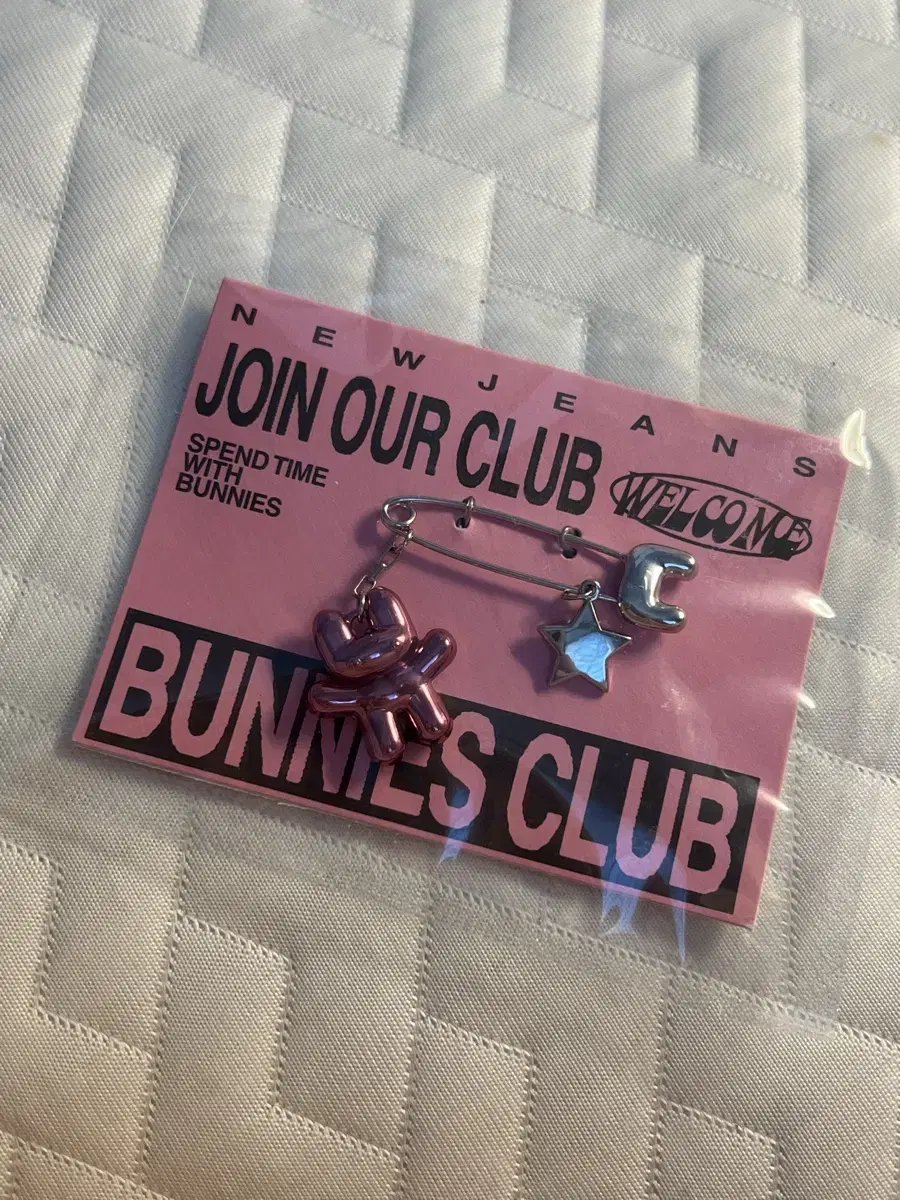 NEWJEANS
JOIN OUR CLUB
WELCOME
SPEND TIME
WITH
BUNNIES
BUNNIES CLUB